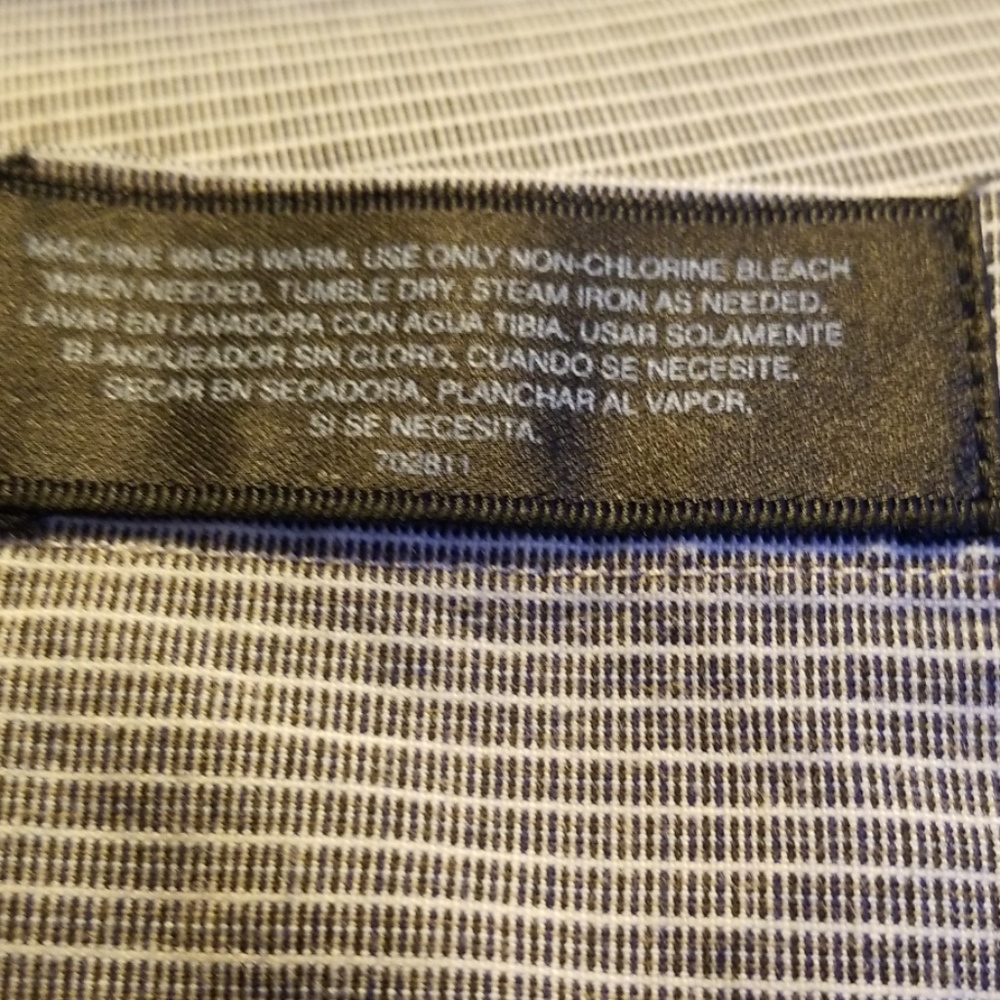 MACHINE WASH WARM. USE ONLY NON-CHLORINE BLEACH
WHEN NEEDED. TUMBLE DRY. STEAM IRON AS NEEDED.
LAVAR EN LAVADORA CON AGUA TIBIA. USAR SOLAMENTE
BLANQUEADOR SIN CLORO. CUANDO SE NECESITE.
SECAR EN SECADORA. PLANCHAR AL VAPOR.
SI SE NECESITA.
702811